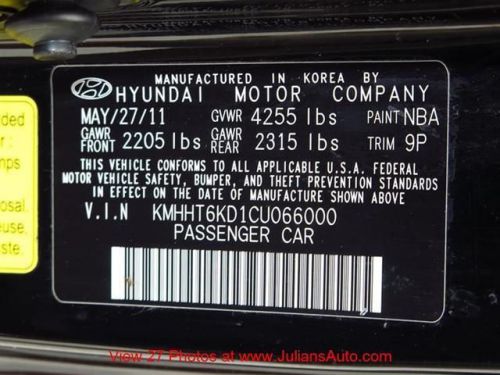 MANUFACTURED IN KOREA BY
HYUNDAI MOTOR COMPANY
MAY/27/11 GVWR 4255 lbs PAINT NBA
GAWR FRONT 2205 lbs GAWR REAR 2315 lbs TRIM 9P
THIS VEHICLE CONFORMS TO ALL APPLICABLE U.S.A. FEDERAL
MOTOR VEHICLE SAFETY, BUMPER, AND THEFT PREVENTION STANDARDS
IN EFFECT ON THE DATE OF MANUFACTURE SHOWN ABOVE
V.I.N KMHHT6KD1CU066000
PASSENGER CAR
View 27 Photos at www.JuliansAuto.com